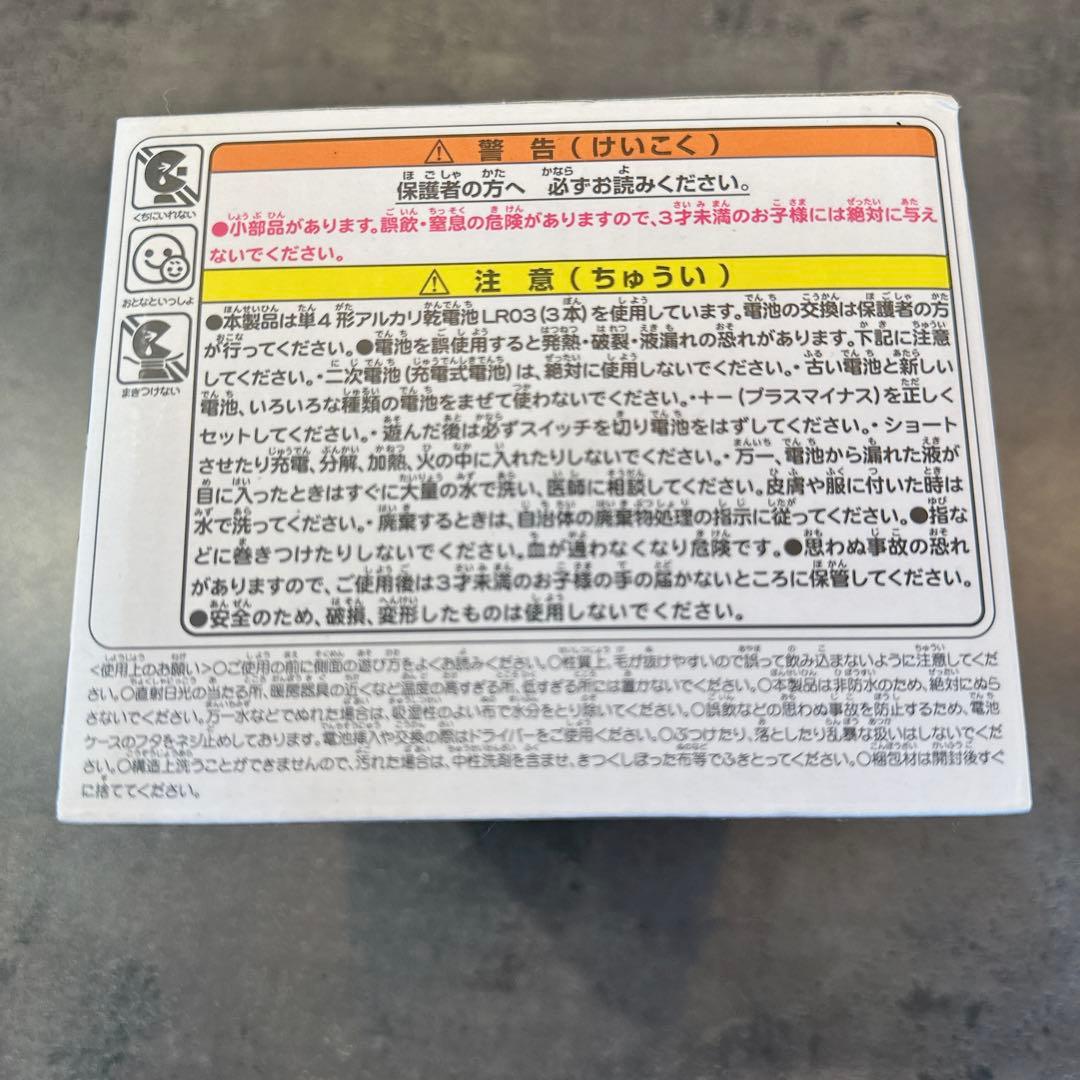 ⚠ 警告(けいこく)
保護者の方へ 必ずお読みください。
●小部品があります。誤飲・窒息の危険がありますので、3才未満のお子様には絶対に与え
ないでください。
くちにいれない
おとなといっしょ
まきつけない
⚠ 注意(ちゅうい)
●本製品は単4形アルカリ乾電池LR03(3本)を使用しています。電池の交換は保護者の方
が行ってください。●電池を誤使用すると発熱・破裂・液漏れの恐れがあります。下記に注意
してください。・二次電池(充電式電池)は、絶対に使用しないでください。・古い電池と新しい
電池、いろいろな種類の電池をまぜて使わないでください。・+-(プラスマイナス)を正しく
セットしてください。・遊んだ後は必ずスイッチを切り電池をはずしてください。・ショート
させたり充電、分解、加熱、火の中に入れたりしないでください。・万一、電池から漏れた液が
目に入ったときはすぐに大量の水で洗い、医師に相談してください。皮膚や服に付いた時は
水で洗ってください。・廃棄するときは、自治体の廃棄物処理の指示に従ってください。●指な
どに巻きつけたりしないでください。血が通わなくなり危険です。●思わぬ事故の恐れ
がありますので、ご使用後は3才未満のお子様の手の届かないところに保管してください。
●安全のため、破損、変形したものは使用しないでください。
<使用上のお願い>○ご使用の前に側面の遊び方をよくお読みください。○性質上、毛が抜けやすいので誤って飲み込まないように注意してくだ
さい。○直射日光の当たる所、暖房器具の近くなど温度の高すぎる所、低すぎる所には置かないでください。○本製品は非防水のため、絶対にぬら
さないでください。万一水などでぬれた場合は、吸湿性のよい布で水分をとり除いてください。○誤飲などの思わぬ事故を防止するため、電池
ケースのフタをネジ止めしております。電池挿入や交換の際はドライバーをご使用ください。○ぶつけたり、落としたり乱暴な扱いはしないでくだ
さい。○構造上洗うことができませんので、汚れた場合は、中性洗剤を含ませ、きつくしぼった布等でふきとってください。○梱包材は開封後すぐ
に捨ててください。